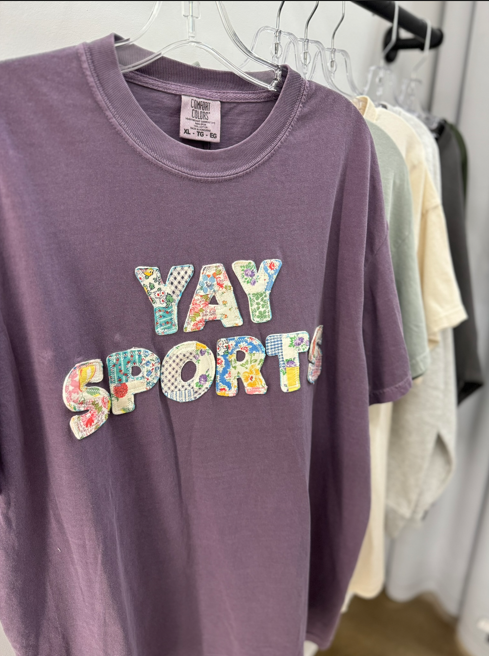 COMFORT
COLORS
XL - TG - EG
YAY
SPORTS